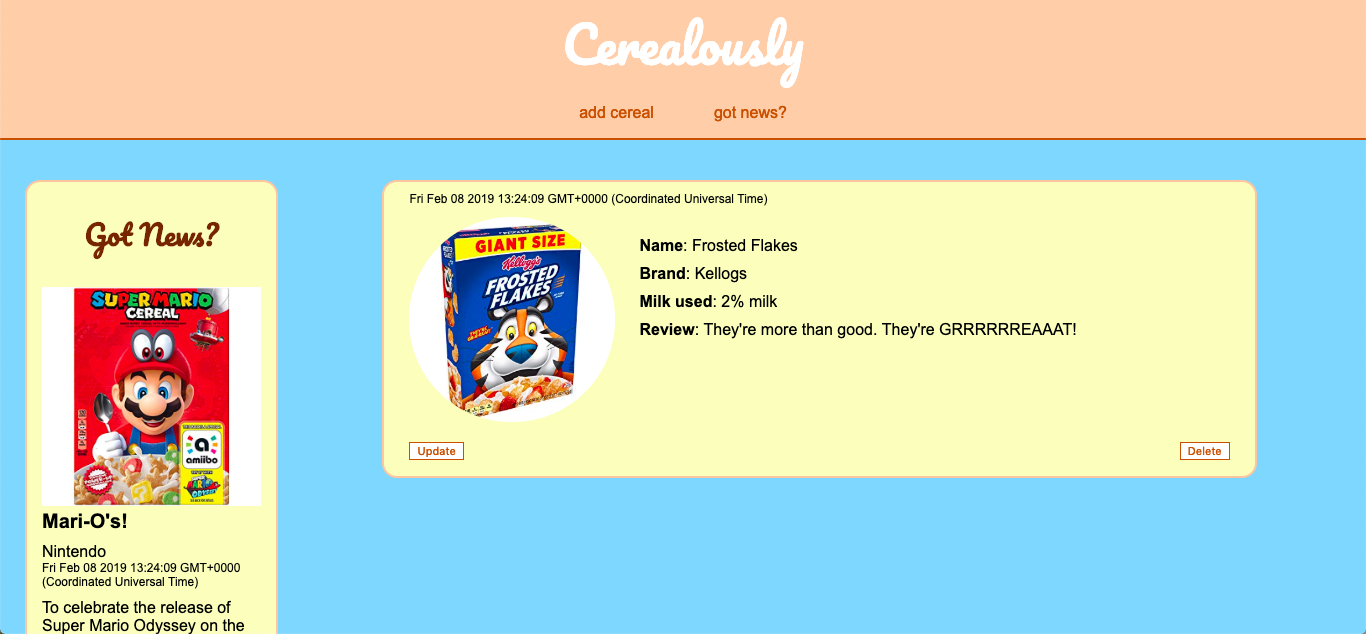 Cerealously
add cereal
got news?
Got News?
SUPER MARIO
CEREAL
amiibo
Mari-O's!
Nintendo
Fri Feb 08 2019 13:24:09 GMT+0000
(Coordinated Universal Time)
To celebrate the release of
Super Mario Odyssey on the
Fri Feb 08 2019 13:24:09 GMT+0000 (Coordinated Universal Time)
GIANT SIZE
Kellogg's
FROSTED
FLAKES
Name: Frosted Flakes
Brand: Kellogs
Milk used: 2% milk
Review: They're more than good. They're GRRRRRREAAAT!
Update
Delete